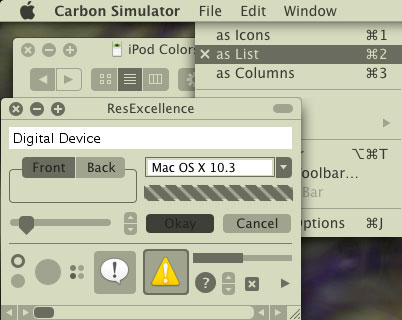 Carbon Simulator File Edit Window
as Icons ⌘1
iPod Colors
× as List ⌘2
as Columns ⌘3
ResExcellence
Digital Device
⌥⌘T
Front Back Mac OS X 10.3
oolbar...
Bar
Okay Cancel
Options ⌘J
!
!
?